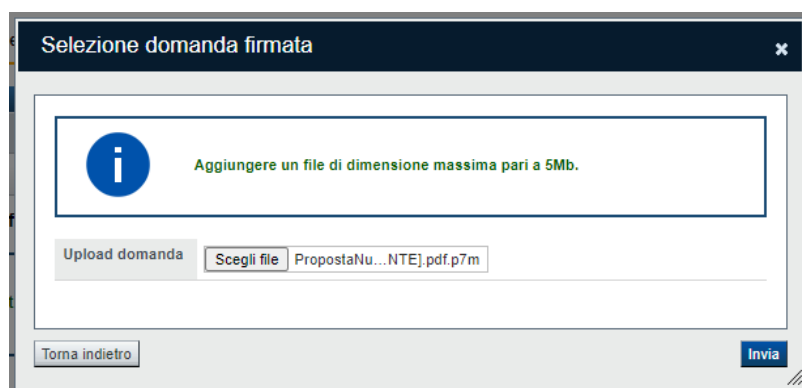 Selezione domanda firmata
Aggiungere un file di dimensione massima pari a 5Mb.
Upload domanda
Scegli file PropostaNu...NTE].pdf.p7m
Torna indietro
Invia